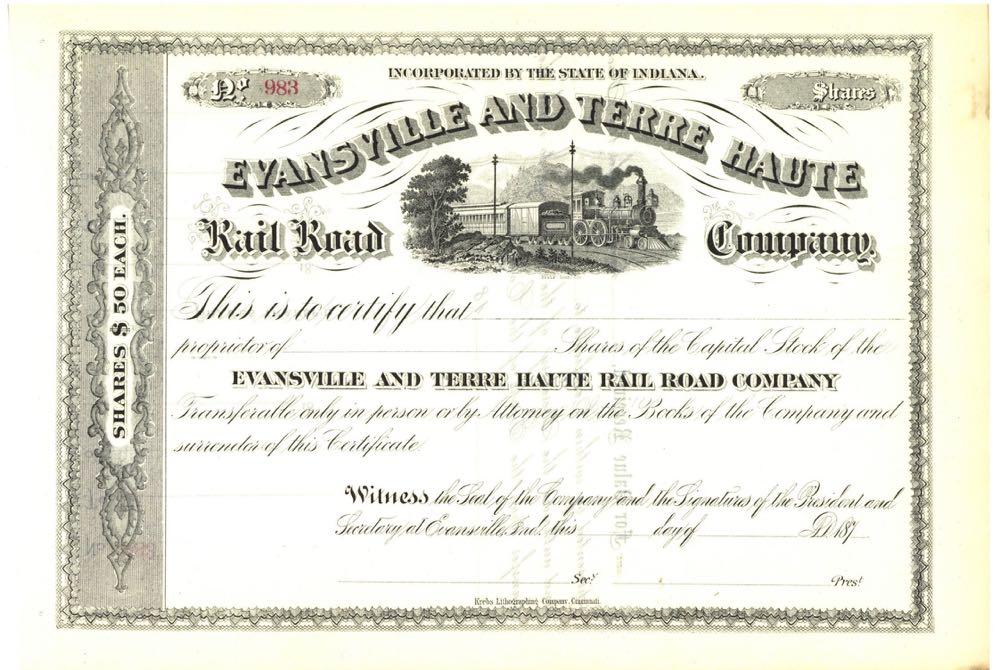 INCORPORATED BY THE STATE OF INDIANA.
No 983
Shares
EVANSVILLE AND TERRE HAUTE
Rail Road Company.
SHARES $ 50 EACH.
This is to certify that
proprietor of Shares of the Capital Stock of the
EVANSVILLE AND TERRE HAUTE RAIL ROAD COMPANY
Transferable only in person or by Attorney on the Books of the Company and
surrender of this Certificate.
Witness the Seal of the Company and the Signatures of the President and
Secretary at Evansville, Ind. this day of A.D. 187
Secy. Prest
Krebs Lithographing Company, Cincinnati.